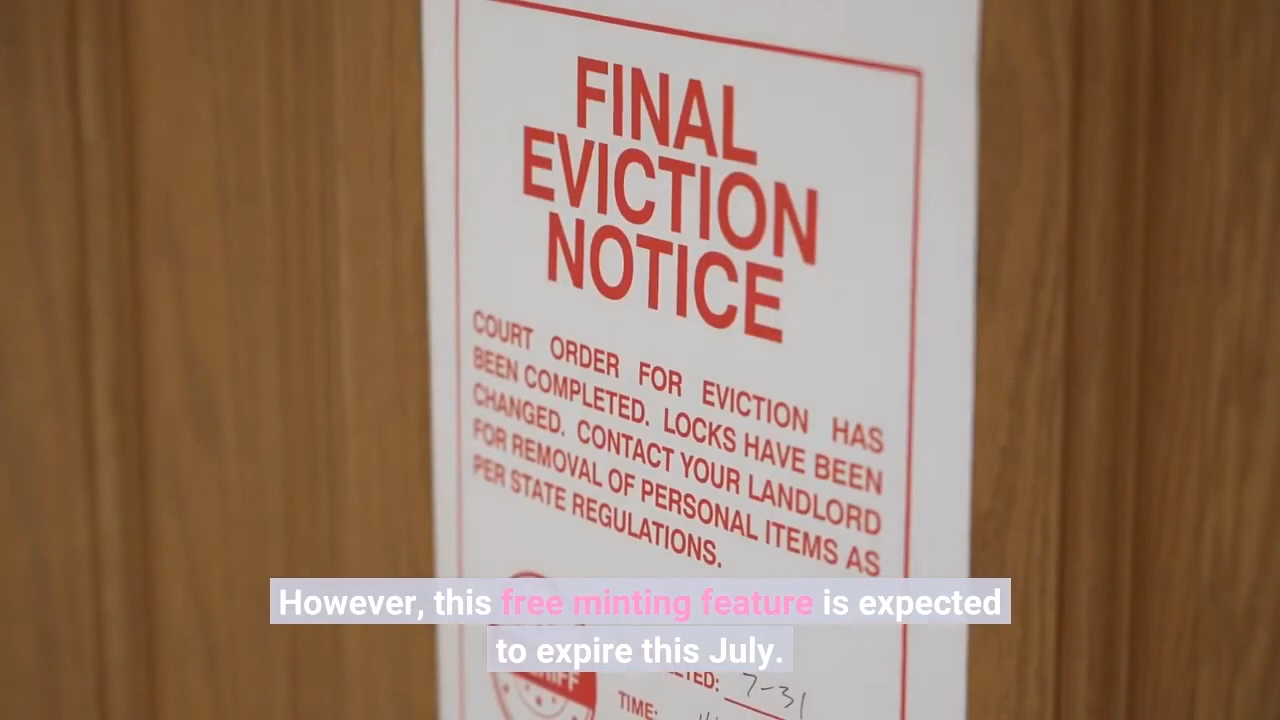 FINAL
EVICTION
NOTICE
COURT ORDER FOR EVICTION HAS
BEEN COMPLETED. LOCKS HAVE BEEN
CHANGED. CONTACT YOUR LANDLORD
FOR REMOVAL OF PERSONAL ITEMS AS
PER STATE REGULATIONS.
However, this free minting feature is expected
to expire this July.
7-31
TIME: